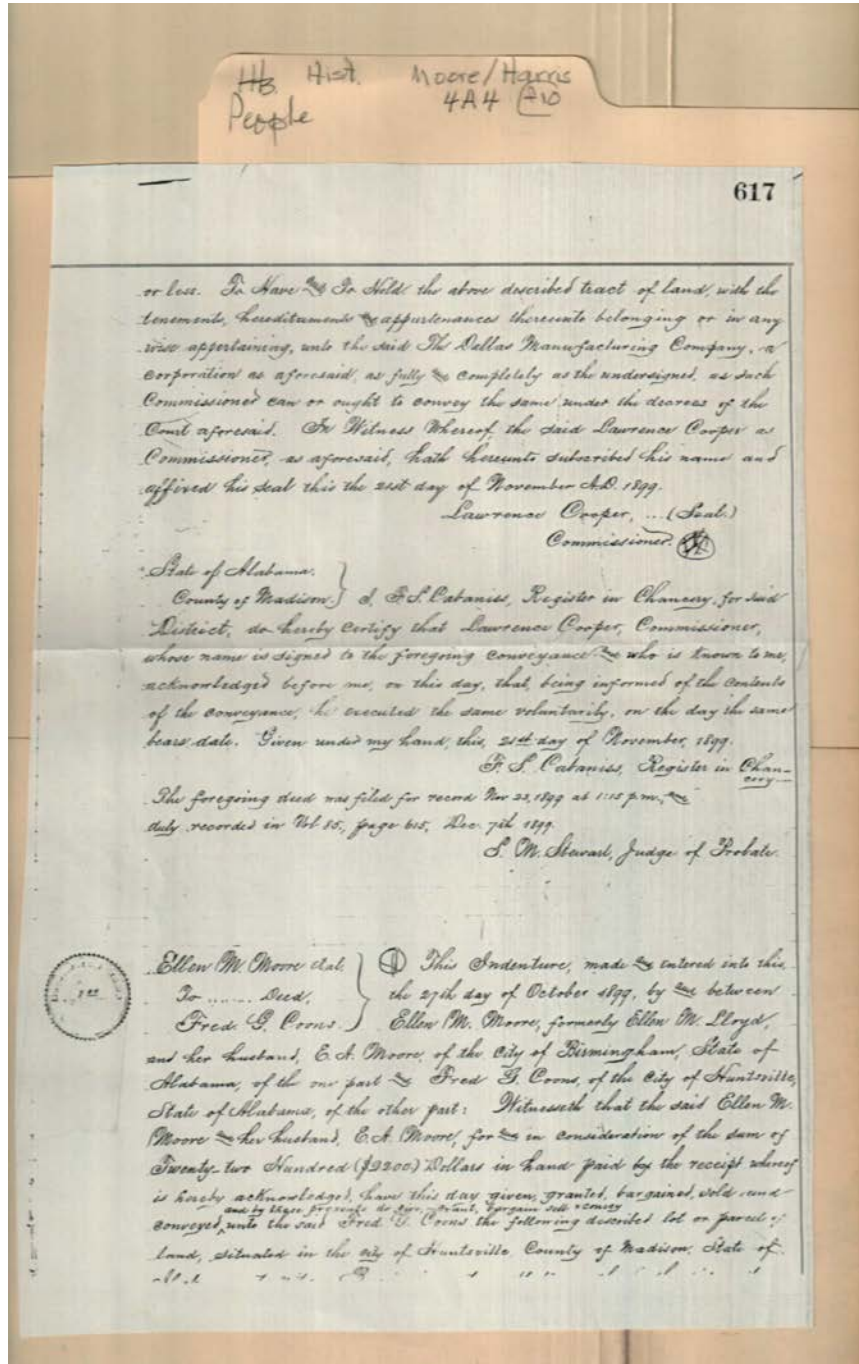 HB Hist. Moore/Harris
4A4
People
617
or less. To Have & To Hold the above described tract of land, with the
tenements, hereditaments & appurtenances thereunto belonging or in any
wise appertaining, unto the said The Dallas Manufacturing Company, a
corporation as aforesaid, as fully & completely as the undersigned, as such
Commissioner can or ought to convey the same under the decrees of the
Court aforesaid. In Witness Whereof, the said Lawrence Cooper as
Commissioner, as aforesaid, hath hereunto subscribed his name and
affixed his seal this the 21st day of November A.D. 1899.
Lawrence Cooper, ... (Seal.)
Commissioner.
State of Alabama.
County of Madison. } I, F. S. Cabaniss, Register in Chancery, for said
District, do hereby certify that Lawrence Cooper, Commissioner,
whose name is signed to the foregoing conveyance & who is known to me,
acknowledged before me, on this day, that, being informed of the contents
of the conveyance, he executed the same voluntarily, on the day the same
bears date. Given under my hand, this, 21st day of November, 1899.
F. S. Cabaniss, Register in Chan-
cery
The foregoing deed was filed for record Nov 23, 1899 at 1:15 p.m., &
duly recorded in Vol 85, page 615, Dec. 7th 1899.
S. M. Stewart, Judge of Probate.
Ellen M. Moore et al. } This Indenture, made & entered into this
To ....... Deed, } the 27th day of October 1899, by & between
Fred. G. Coons. } Ellen M. Moore, formerly Ellen M. Lloyd,
and her husband, E. A. Moore, of the City of Birmingham, State of
Alabama, of the one part & Fred G. Coons, of the City of Huntsville,
State of Alabama, of the other part: Witnesseth that the said Ellen M.
Moore & her husband, E. A. Moore, for & in consideration of the sum of
Twenty-two Hundred ($2200) Dollars in hand paid by the receipt whereof
is hereby acknowledged, have this day given, granted, bargained, sold and
and by these presents do give, grant, bargain sell & convey
conveyed, unto the said Fred G. Coons the following described lot or parcel of
land, situated in the city of Huntsville, County of Madison, State of